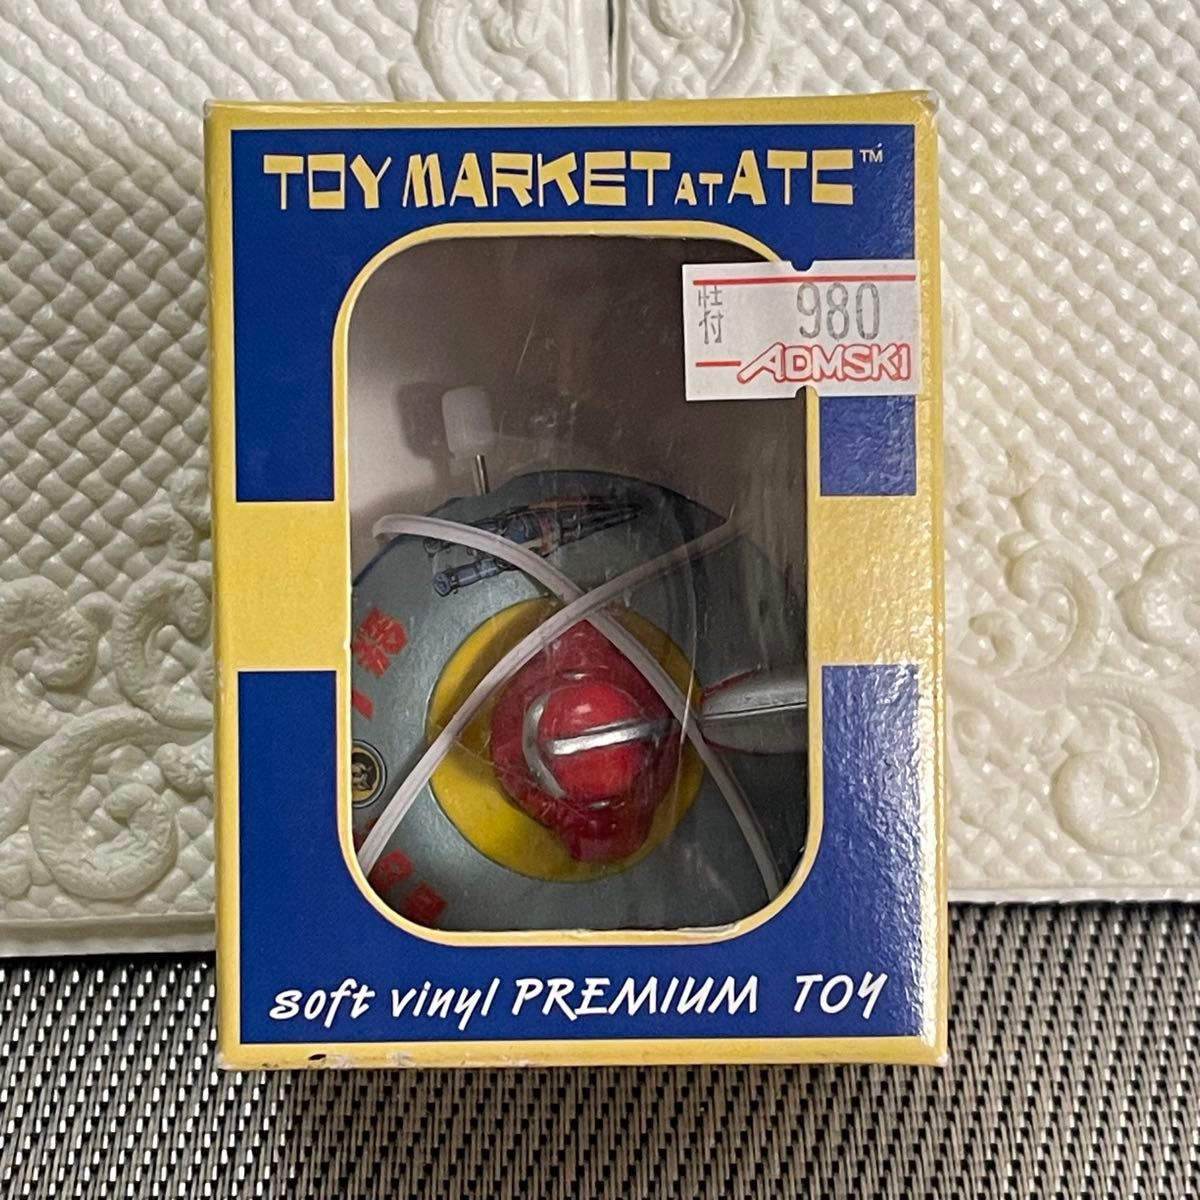 TOY MARKET AT ATC™
特 980
ADMSKI
soft vinyl PREMIUM TOY